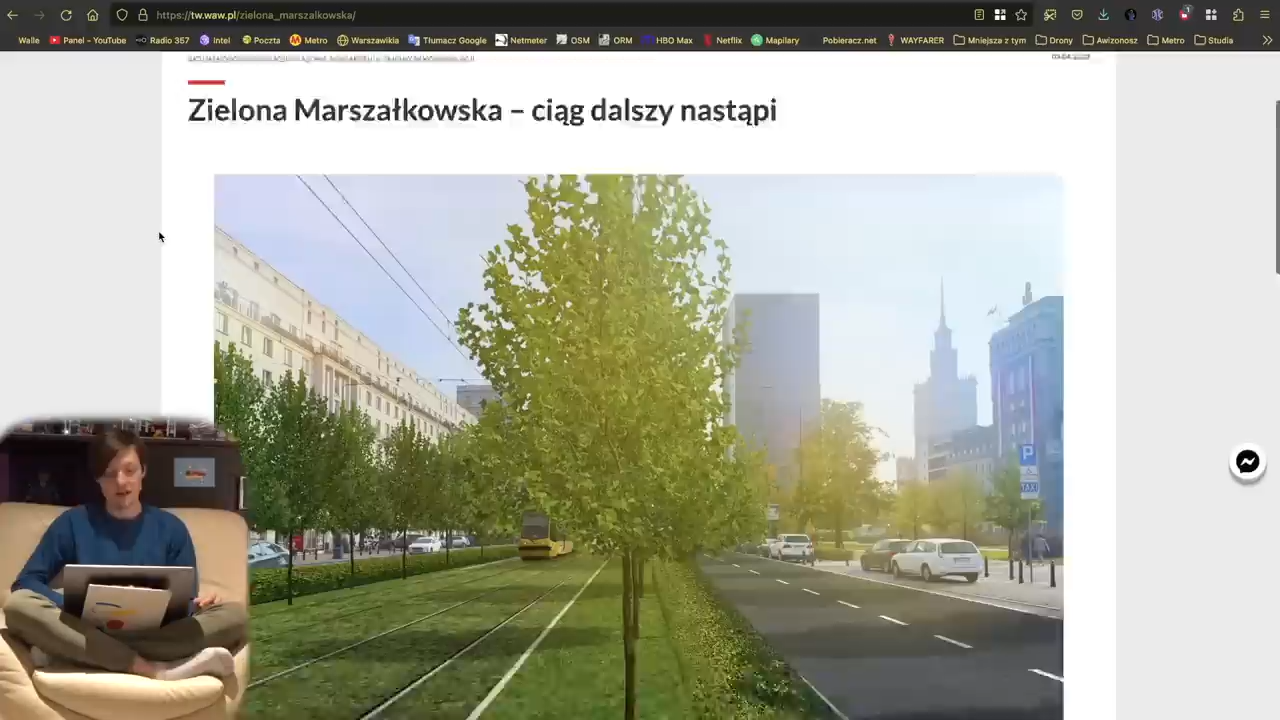 https://tw.waw.pl/zielona_marszalkowska/
Walle Panel - YouTube Radio 357 Intel Poczta Metro Warszawikia Tłumacz Google Netmeter OSM ORM HBO Max Netflix Mapilary Pobieracz.net WAYFARER Mniejsza z tym Drony Awizonosz Metro Studia
Zielona Marszałkowska – ciąg dalszy nastąpi
P
TAXI